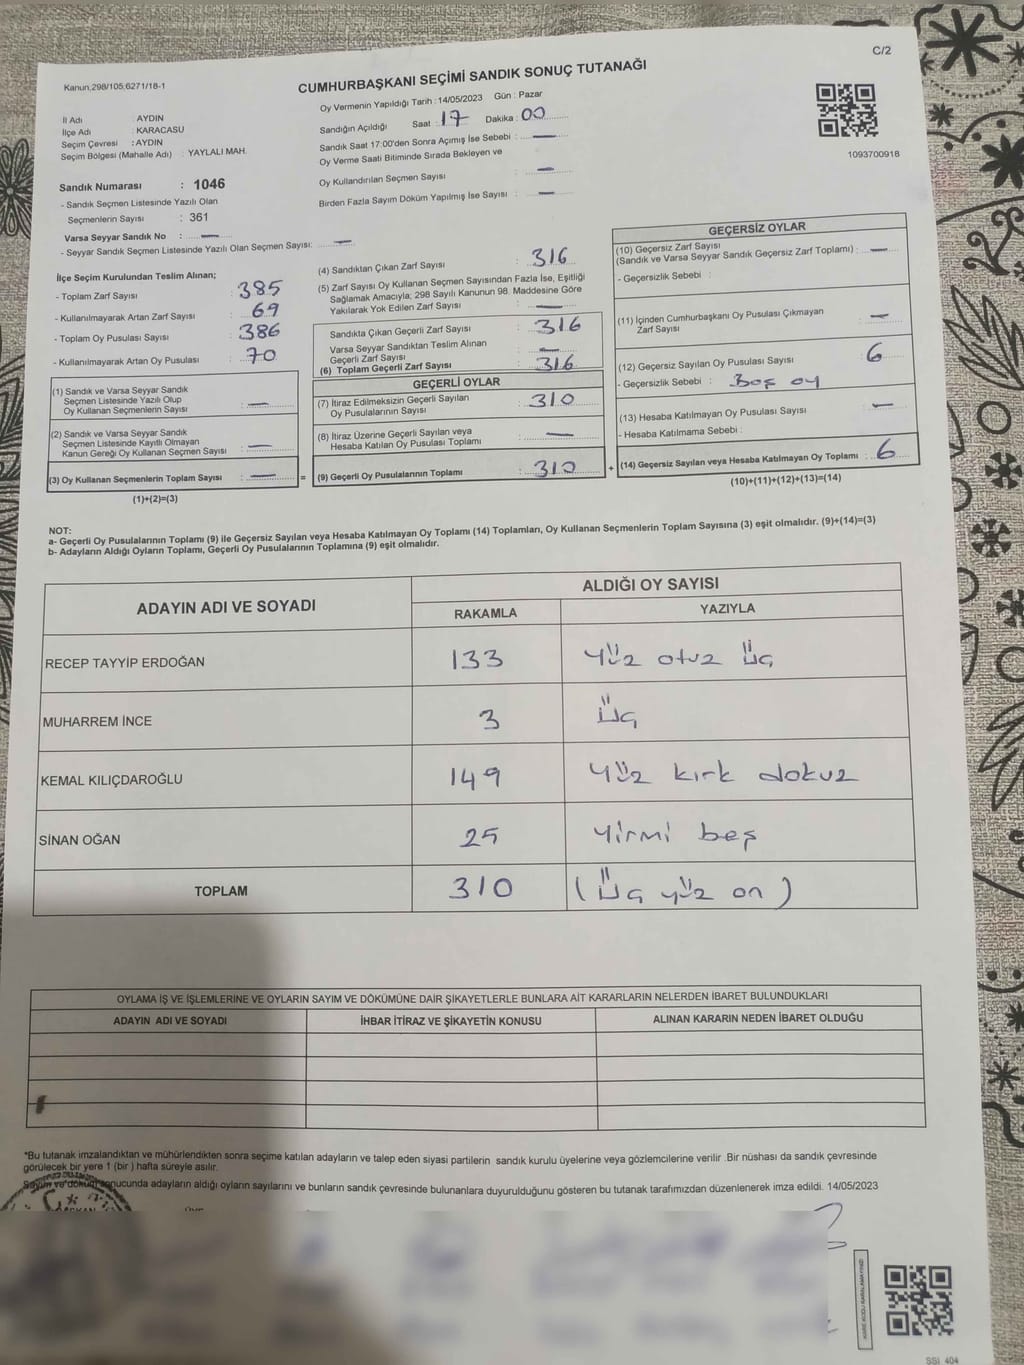 C/2
Kanun,298/105;6271/18-1
CUMHURBAŞKANI SEÇİMİ SANDIK SONUÇ TUTANAĞI
İl Adı : AYDIN
İlçe Adı : KARACASU
Seçim Çevresi : AYDIN
Seçim Bölgesi (Mahalle Adı) : YAYLALI MAH.
Oy Vermenin Yapıldığı Tarih : 14/05/2023 Gün : Pazar
Sandığın Açıldığı Saat : 17 Dakika : 00
Sandık Saat 17:00'den Sonra Açımış İse Sebebi : —
Oy Verme Saati Bitiminde Sırada Bekleyen ve
Oy Kullandırılan Seçmen Sayısı : —
Birden Fazla Sayım Döküm Yapılmış İse Sayısı : —
1093700918
Sandık Numarası : 1046
- Sandık Seçmen Listesinde Yazılı Olan
Seçmenlerin Sayısı : 361
Varsa Seyyar Sandık No : —
- Seyyar Sandık Seçmen Listesinde Yazılı Olan Seçmen Sayısı: —
İlçe Seçim Kurulundan Teslim Alınan;
- Toplam Zarf Sayısı : 385
- Kullanılmayarak Artan Zarf Sayısı : 69
- Toplam Oy Pusulası Sayısı : 386
- Kullanılmayarak Artan Oy Pusulası : 70
(1) Sandık ve Varsa Seyyar Sandık
Seçmen Listesinde Yazılı Olup
Oy Kullanan Seçmenlerin Sayısı : —
(2) Sandık ve Varsa Seyyar Sandık
Seçmen Listesinde Kayıtlı Olmayan
Kanun Gereği Oy Kullanan Seçmen Sayısı : —
(3) Oy Kullanan Seçmenlerin Toplam Sayısı : — =
(1)+(2)=(3)
(4) Sandıktan Çıkan Zarf Sayısı : 316
(5) Zarf Sayısı Oy Kullanan Seçmen Sayısından Fazla İse, Eşitliği
Sağlamak Amacıyla; 298 Sayılı Kanunun 98. Maddesine Göre
Yakılarak Yok Edilen Zarf Sayısı : —
Sandıkta Çıkan Geçerli Zarf Sayısı : 316
Varsa Seyyar Sandıktan Teslim Alınan
Geçerli Zarf Sayısı : —
(6) Toplam Geçerli Zarf Sayısı : 316
GEÇERLİ OYLAR
(7) İtiraz Edilmeksizin Geçerli Sayılan
Oy Pusulalarının Sayısı : 310
(8) İtiraz Üzerine Geçerli Sayılan veya
Hesaba Katılan Oy Pusulası Toplamı : —
(9) Geçerli Oy Pusulalarının Toplamı : 310 +
GEÇERSİZ OYLAR
(10) Geçersiz Zarf Sayısı
(Sandık ve Varsa Seyyar Sandık Geçersiz Zarf Toplamı) : —
- Geçersizlik Sebebi :
(11) İçinden Cumhurbaşkanı Oy Pusulası Çıkmayan
Zarf Sayısı : —
(12) Geçersiz Sayılan Oy Pusulası Sayısı : 6
- Geçersizlik Sebebi : Boş oy
(13) Hesaba Katılmayan Oy Pusulası Sayısı : —
- Hesaba Katılmama Sebebi :
(14) Geçersiz Sayılan veya Hesaba Katılmayan Oy Toplamı : 6
(10)+(11)+(12)+(13)=(14)
NOT:
a- Geçerli Oy Pusulalarının Toplamı (9) ile Geçersiz Sayılan veya Hesaba Katılmayan Oy Toplamı (14) Toplamları, Oy Kullanan Seçmenlerin Toplam Sayısına (3) eşit olmalıdır. (9)+(14)=(3)
b- Adayların Aldığı Oyların Toplamı, Geçerli Oy Pusulalarının Toplamına (9) eşit olmalıdır.
ADAYIN ADI VE SOYADI ALDIĞI OY SAYISI
RAKAMLA YAZIYLA
RECEP TAYYİP ERDOĞAN 133 yüz otuz üç
MUHARREM İNCE 3 üç
KEMAL KILIÇDAROĞLU 149 yüz kırk dokuz
SİNAN OĞAN 25 yirmi beş
TOPLAM 310 (üç yüz on)
OYLAMA İŞ VE İŞLEMLERİNE VE OYLARIN SAYIM VE DÖKÜMÜNE DAİR ŞİKAYETLERLE BUNLARA AİT KARARLARIN NELERDEN İBARET BULUNDUKLARI
ADAYIN ADI VE SOYADI İHBAR İTİRAZ VE ŞİKAYETİN KONUSU ALINAN KARARIN NEDEN İBARET OLDUĞU
*Bu tutanak imzalandıktan ve mühürlendikten sonra seçime katılan adayların ve talep eden siyasi partilerin sandık kurulu üyelerine veya gözlemcilerine verilir .Bir nüshası da sandık çevresinde
görülecek bir yere 1 (bir ) hafta süreyle asılır.
Sayım ve döküm sonucunda adayların aldığı oyların sayılarını ve bunların sandık çevresinde bulunanlara duyurulduğunu gösteren bu tutanak tarafımızdan düzenlenerek imza edildi. 14/05/2023
SSİ 404